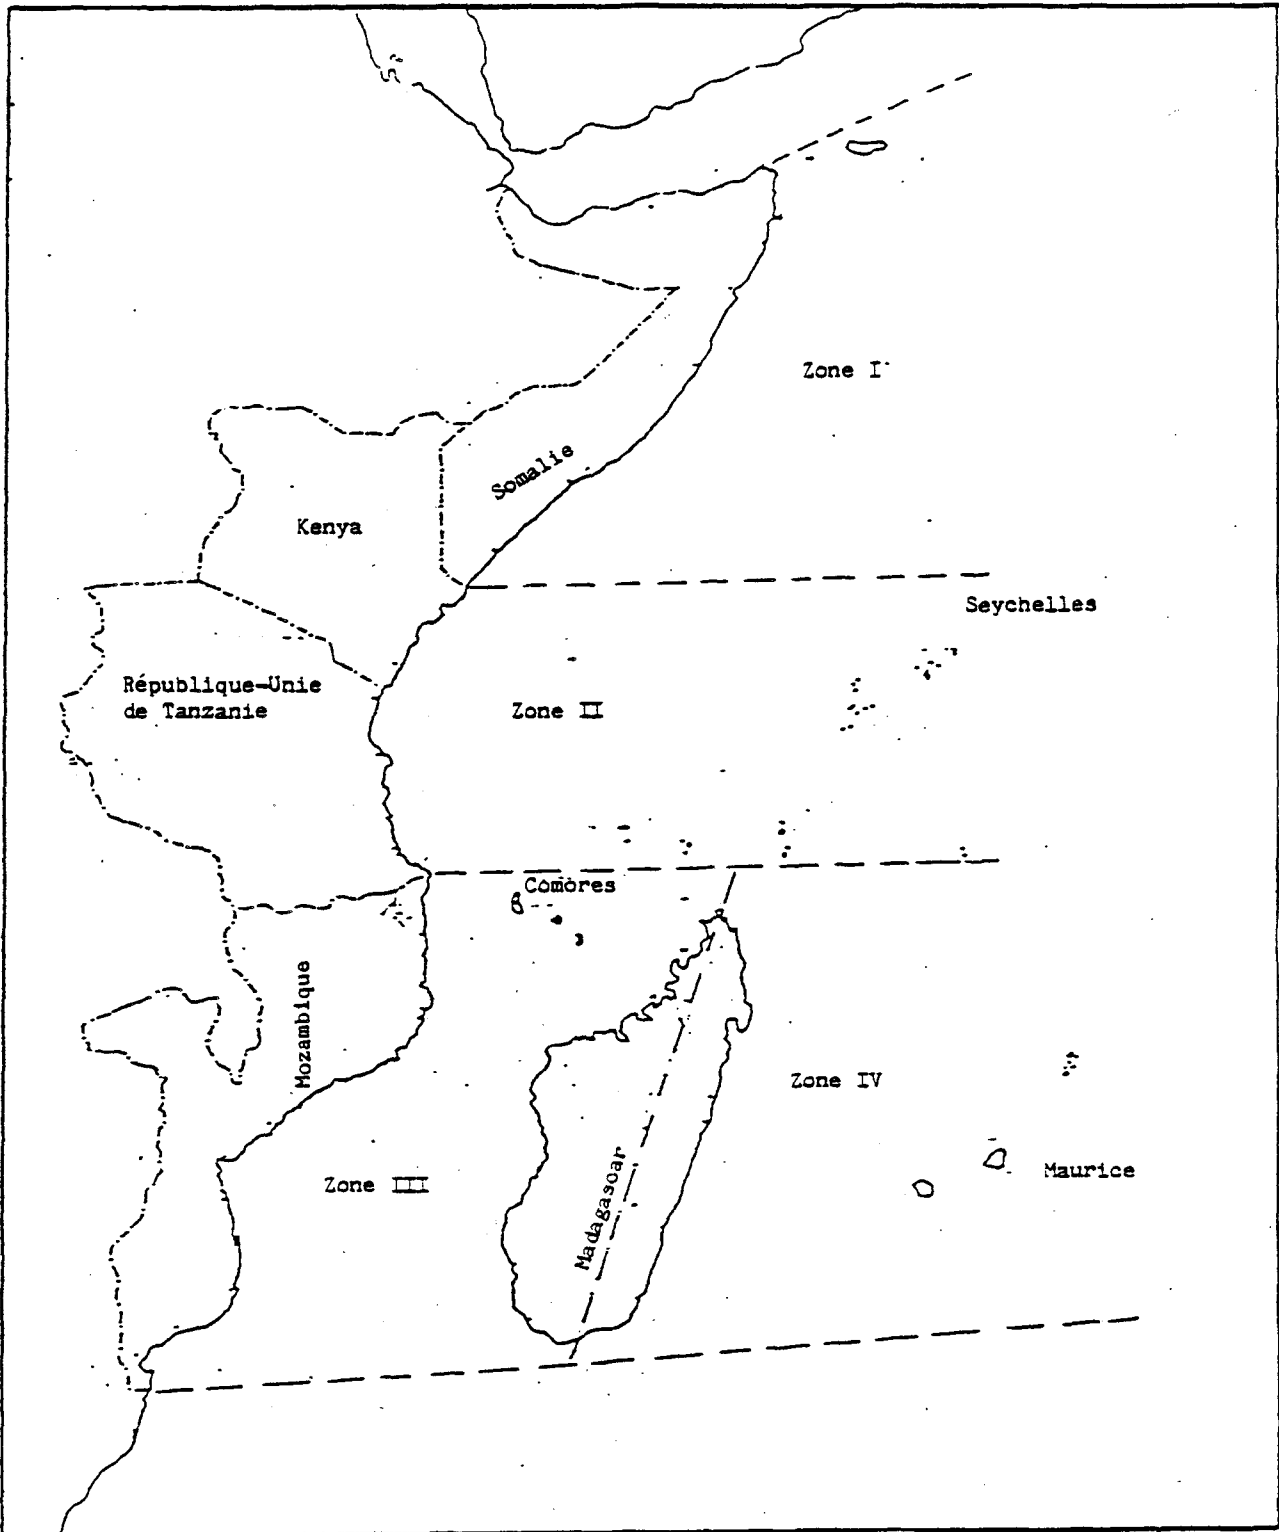 Zone I
Somalie
Kenya
Seychelles
République-Unie
de Tanzanie
Zone II
Comores
Mozambique
Zone IV
Madagascar
Zone III
Maurice